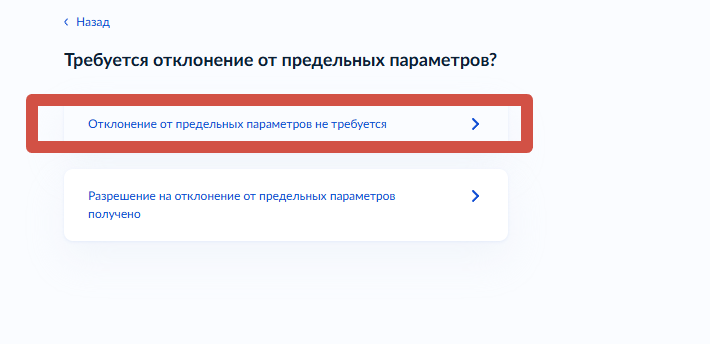 Назад
Требуется отклонение от предельных параметров?
Отклонение от предельных параметров не требуется
Разрешение на отклонение от предельных параметров
получено